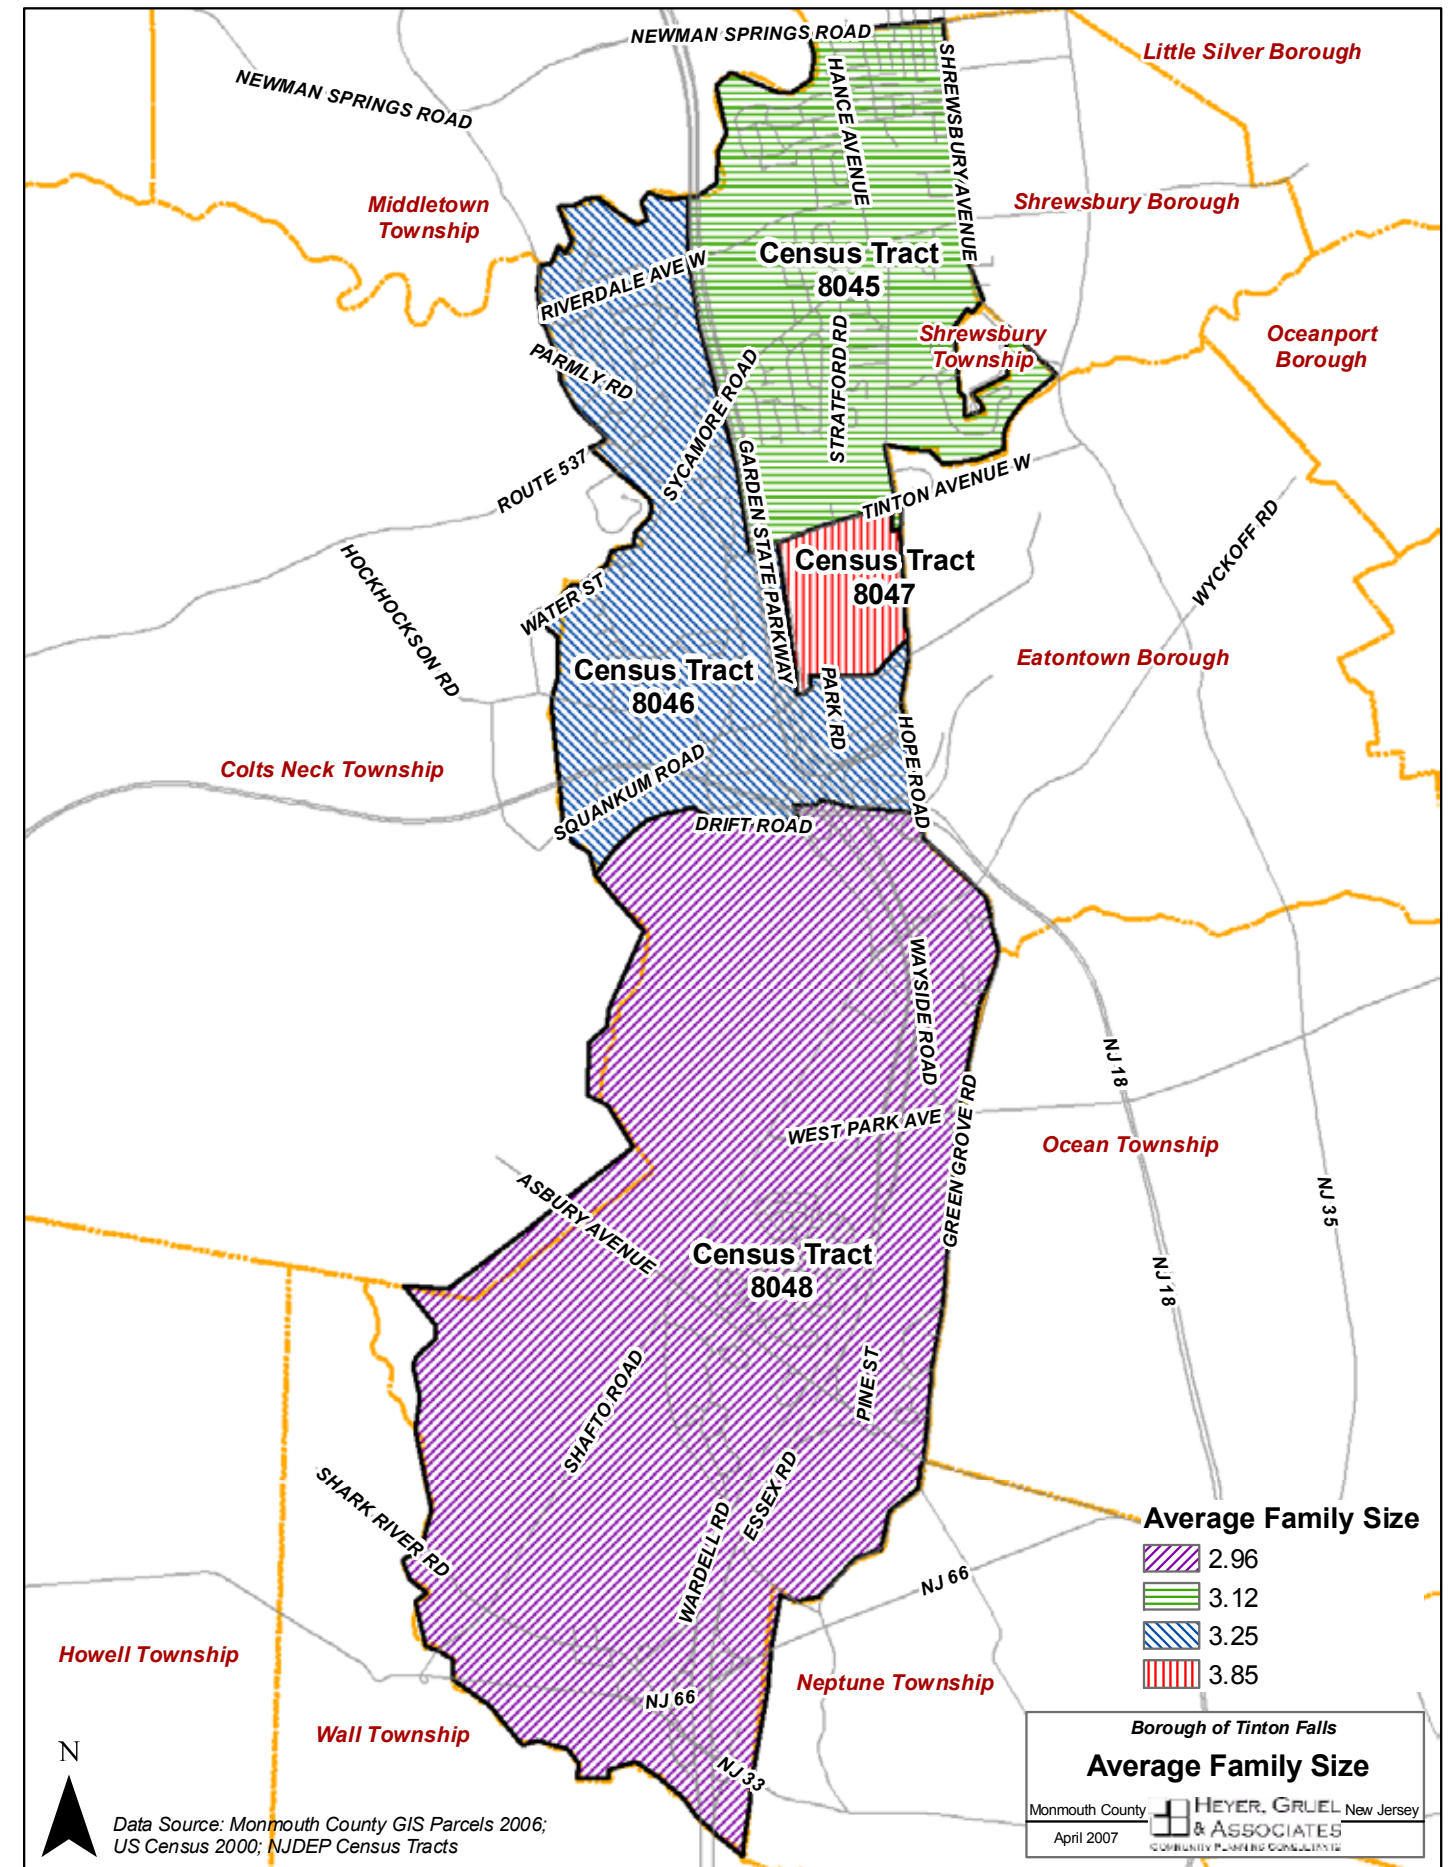 NEWMAN SPRINGS ROAD
Little Silver Borough
NEWMAN SPRINGS ROAD
HANCE AVENUE
SHREWSBURY AVENUE
Middletown
Township
Shrewsbury Borough
Census Tract
8045
RIVERDALE AVE W
Shrewsbury
Township
Oceanport
Borough
PARMLY RD
STRATFORD RD
SYCAMORE ROAD
ROUTE 537
GARDEN STATE PARKWAY
TINTON AVENUE W
WYCKOFF RD
HOCKHOCKSON RD
Census Tract
8047
WATER ST
Eatontown Borough
Census Tract
8046
PARK RD
HOPE ROAD
Colts Neck Township
SQUANKUM ROAD
DRIFT ROAD
WAYSIDE ROAD
NJ 18
GREEN GROVE RD
WEST PARK AVE
Ocean Township
ASBURY AVENUE
NJ 35
Census Tract
8048
NJ 18
SHAFTO ROAD
PINE ST
SHARK RIVER RD
ESSEX RD
WARDELL RD
NJ 66
Howell Township
Neptune Township
NJ 66
Wall Township
NJ 33
Average Family Size
2.96
3.12
3.25
3.85
Borough of Tinton Falls
Average Family Size
Monmouth County
April 2007
HEYER, GRUEL
& ASSOCIATES
COMMUNITY PLANNING CONSULTANTS
New Jersey
N
Data Source: Monmouth County GIS Parcels 2006;
US Census 2000; NJDEP Census Tracts